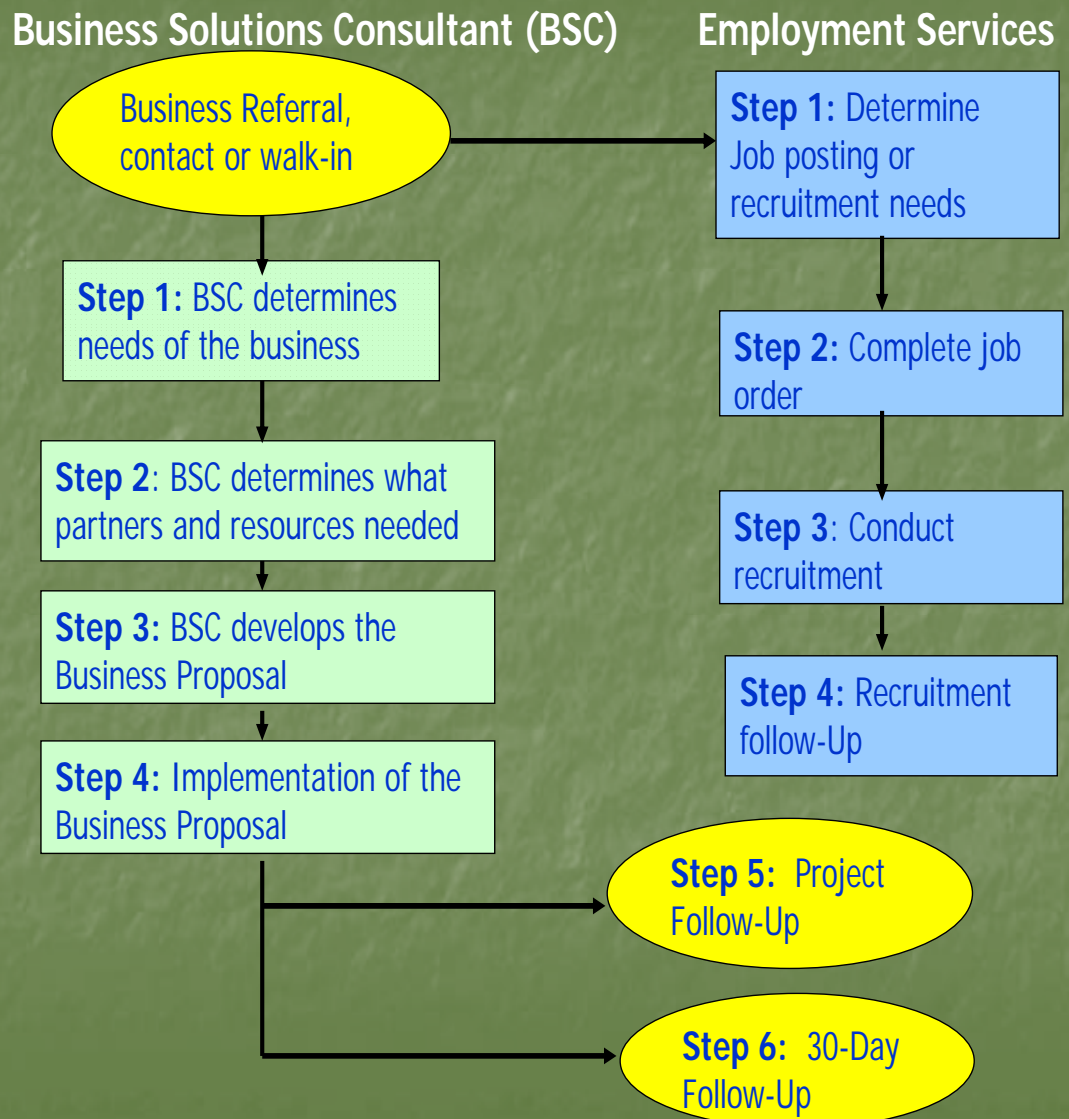 Business Solutions Consultant (BSC)
Business Referral,
contact or walk-in
Step 1: BSC determines
needs of the business
Step 2: BSC determines what
partners and resources needed
Step 3: BSC develops the
Business Proposal
Step 4: Implementation of the
Business Proposal
Step 5: Project
Follow-Up
Step 6: 30-Day
Follow-Up
Employment Services
Step 1: Determine
Job posting or
recruitment needs
Step 2: Complete job
order
Step 3: Conduct
recruitment
Step 4: Recruitment
follow-Up